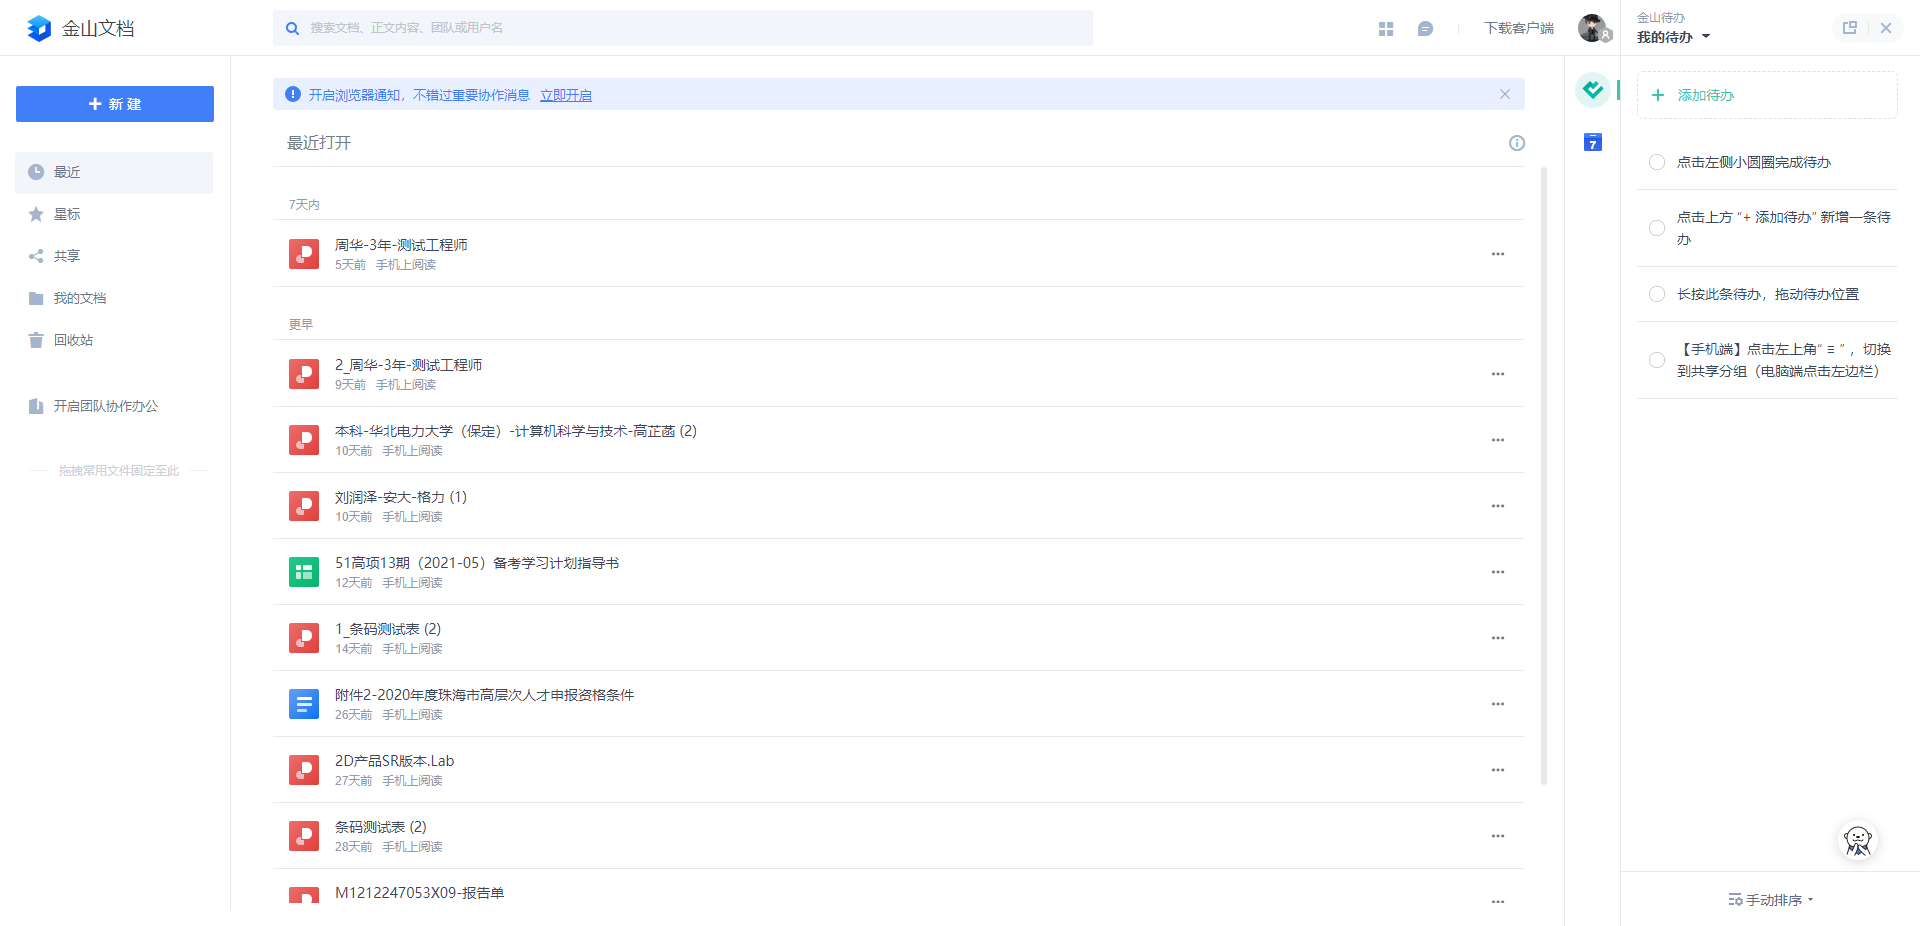 金山文档
搜索文档、正文内容、团队或用户名
下载客户端
金山待办
我的待办
新建
最近
星标
共享
我的文档
回收站
开启团队协作办公
拖拽常用文件固定至此
开启浏览器通知，不错过重要协作消息 立即开启
最近打开
7天内
周华-3年-测试工程师
5天前 手机上阅读
更早
2_周华-3年-测试工程师
9天前 手机上阅读
本科-华北电力大学（保定）-计算机科学与技术-高芷菡 (2)
10天前 手机上阅读
刘润泽-安大-格力 (1)
10天前 手机上阅读
51高项13期（2021-05）备考学习计划指导书
12天前 手机上阅读
1_条码测试表 (2)
14天前 手机上阅读
附件2-2020年度珠海市高层次人才申报资格条件
26天前 手机上阅读
2D产品SR版本.Lab
27天前 手机上阅读
条码测试表 (2)
28天前 手机上阅读
M1212247053X09-报告单
7
+ 添加待办
点击左侧小圆圈完成待办
点击上方 “+ 添加待办” 新增一条待
办
长按此条待办，拖动待办位置
【手机端】点击左上角“ ≡ ”，切换
到共享分组（电脑端点击左边栏）
手动排序